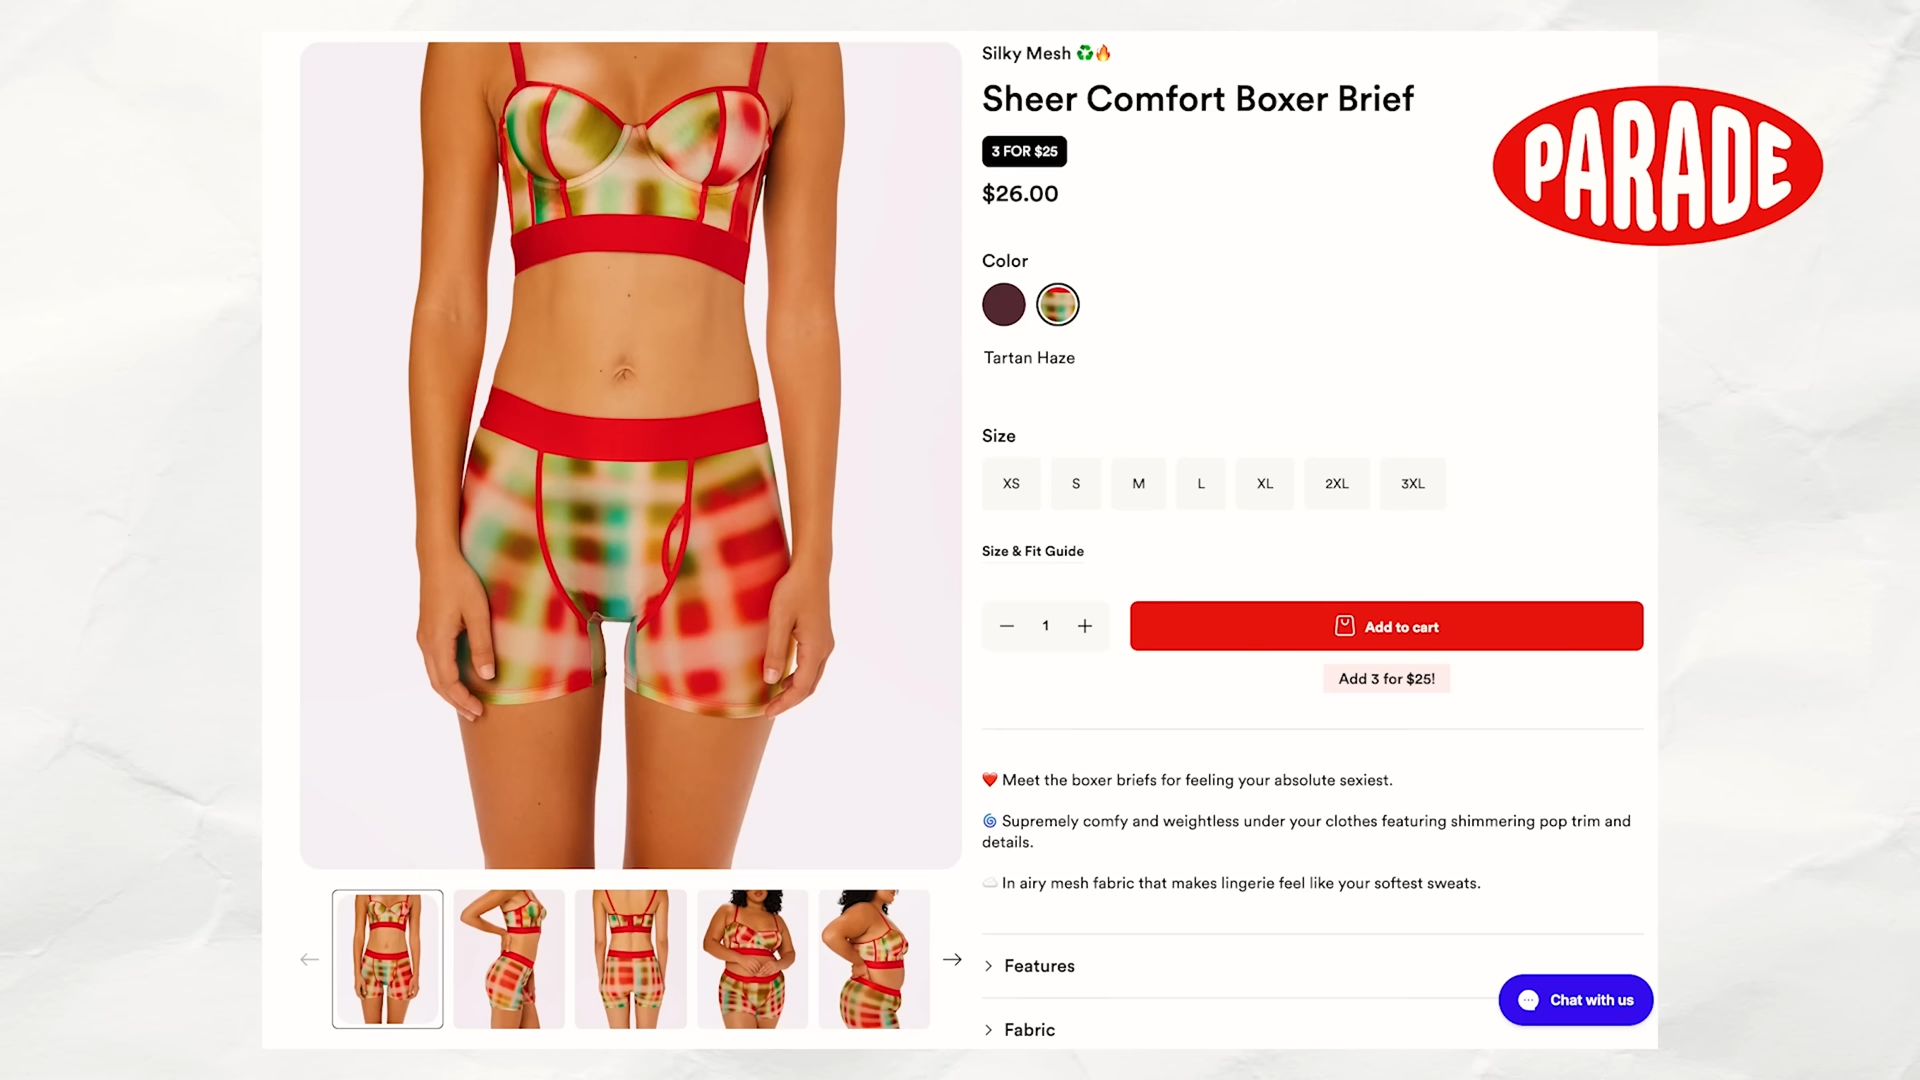 Silky Mesh ♻️🔥
Sheer Comfort Boxer Brief
3 FOR $25
$26.00
PARADE
Color
Tartan Haze
Size
XS S M L XL 2XL 3XL
Size & Fit Guide
— 1 +
Add to cart
Add 3 for $25!
❤️ Meet the boxer briefs for feeling your absolute sexiest.
🌀 Supremely comfy and weightless under your clothes featuring shimmering pop trim and
details.
☁️ In airy mesh fabric that makes lingerie feel like your softest sweats.
Features
Chat with us
Fabric